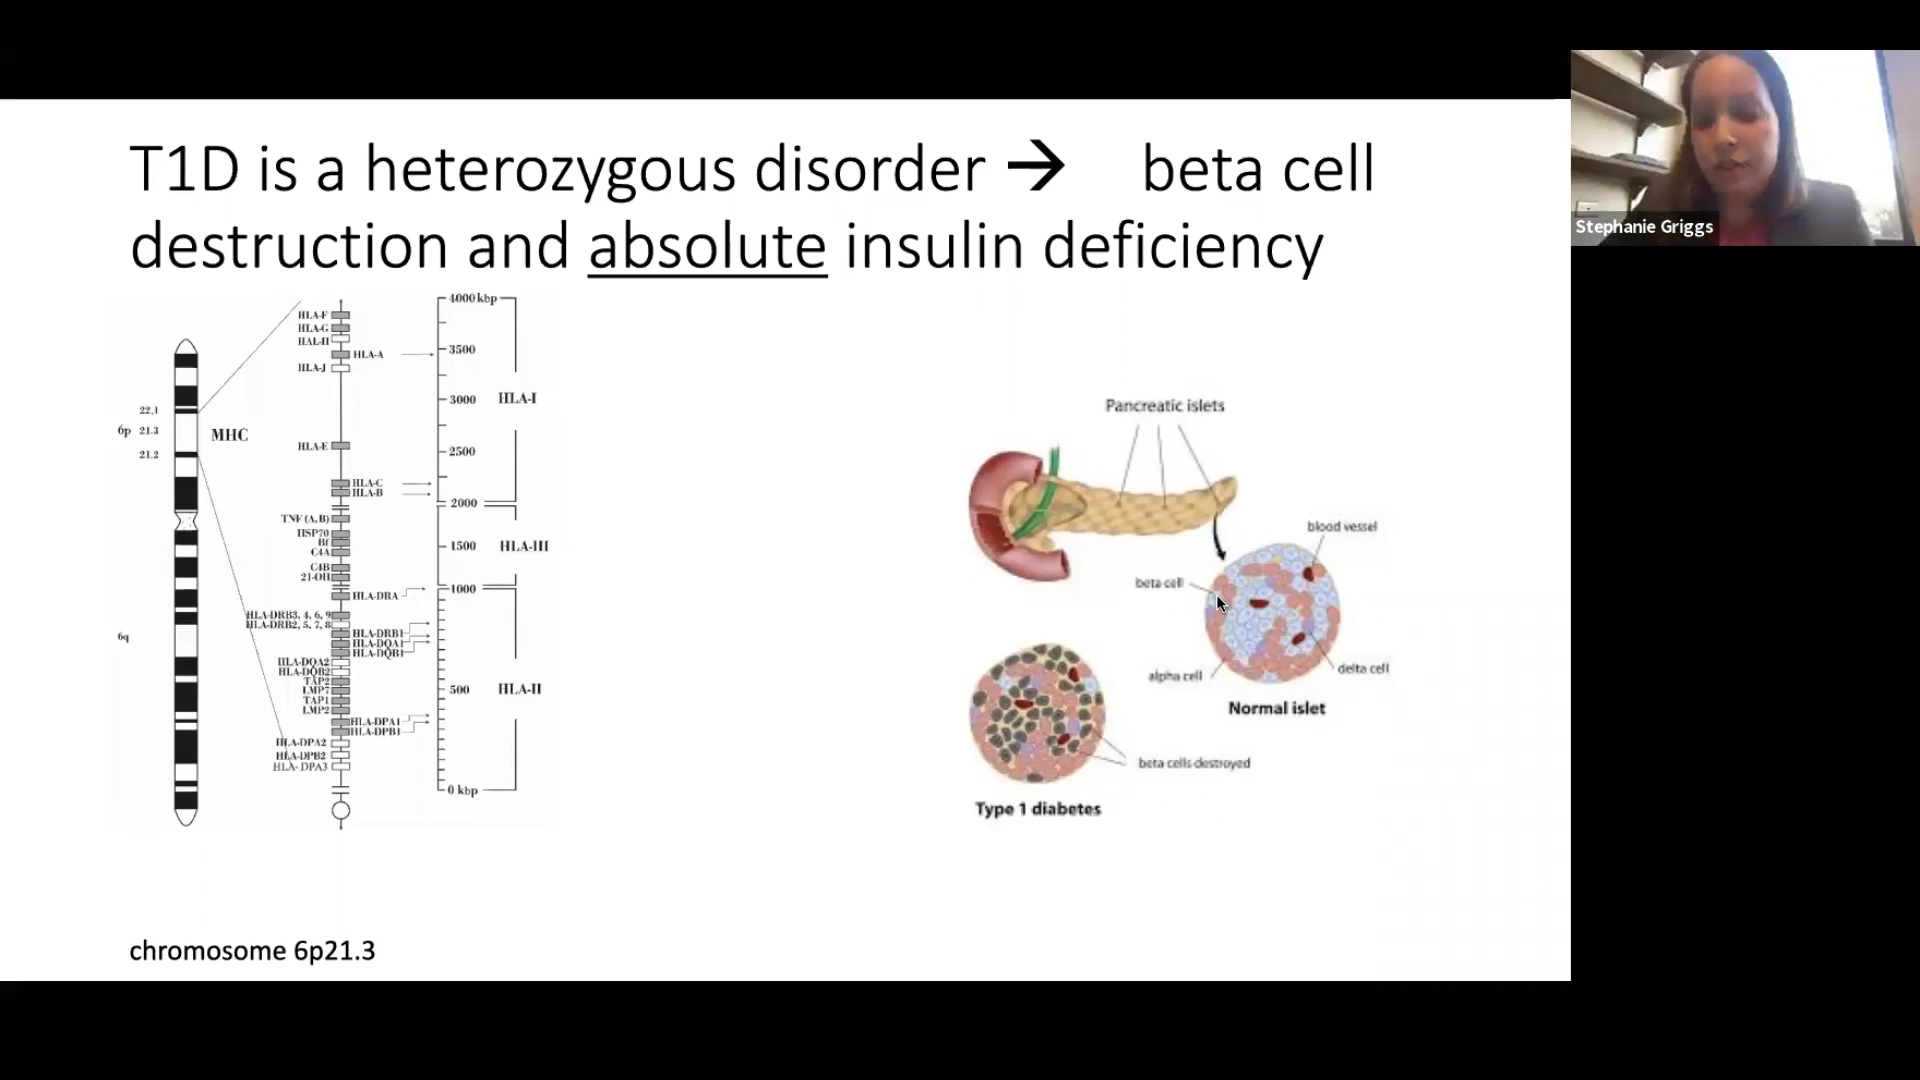 T1D is a heterozygous disorder → beta cell
destruction and absolute insulin deficiency
Stephanie Griggs
22.1
6p 21.3
21.2
6q
MHC
HLA-F
HLA-G
HAL-H
HLA-A
HLA-J
HLA-E
HLA-C
HLA-B
TNF (A, B)
HSP70
Bf
C4A
C4B
21-OH
HLA-DRA
HLA-DRB3, 4, 6, 9
HLA-DRB2, 5, 7, 8
HLA-DRB1
HLA-DQA1
HLA-DQB1
HLA-DQA2
HLA-DQB2
TAP2
LMP7
TAP1
LMP2
HLA-DPA1
HLA-DPB1
HLA-DPA2
HLA-DPB2
HLA- DPA3
4000 kbp
3500
3000
2500
2000
1500
1000
500
0 kbp
HLA-I
HLA-III
HLA-II
Pancreatic islets
blood vessel
beta cell
alpha cell
delta cell
Normal islet
beta cells destroyed
Type 1 diabetes
chromosome 6p21.3